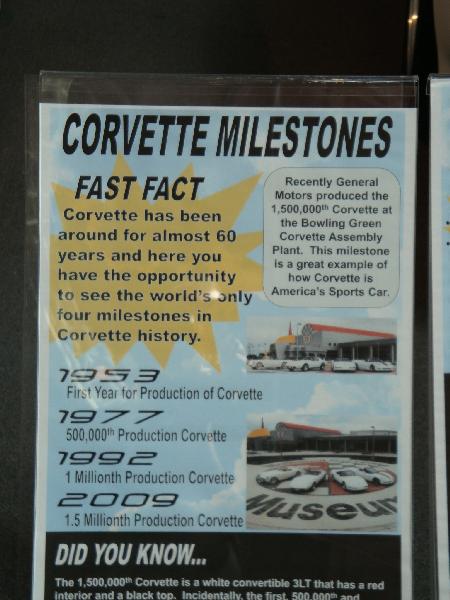 CORVETTE MILESTONES
FAST FACT
Corvette has been
around for almost 60
years and here you
have the opportunity
to see the world's only
four milestones in
Corvette history.
Recently General
Motors produced the
1,500,000th Corvette at
the Bowling Green
Corvette Assembly
Plant. This milestone
is a great example of
how Corvette is
America's Sports Car.
1953
First Year for Production of Corvette
1977
500,000th Production Corvette
1992
1 Millionth Production Corvette
2009
1.5 Millionth Production Corvette
Museum
DID YOU KNOW...
The 1,500,000th Corvette is a white convertible 3LT that has a red
interior and a black top. Incidentally, the first, 500,000th and